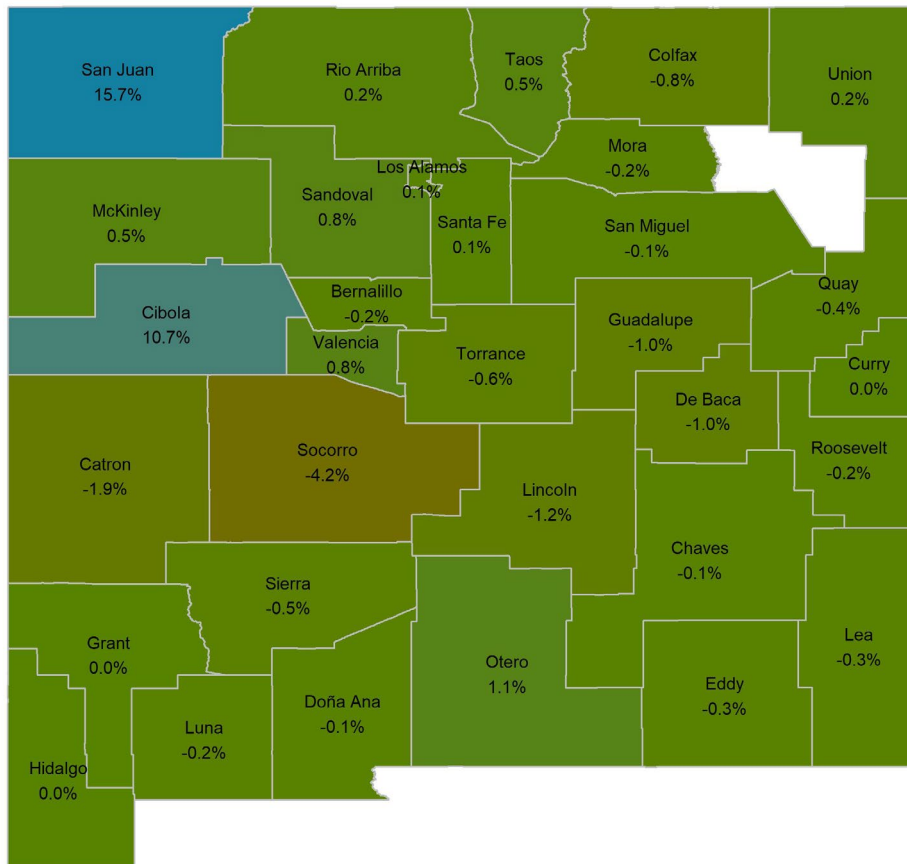 San Juan
15.7%
Rio Arriba
0.2%
Taos
0.5%
Colfax
-0.8%
Union
0.2%
Mora
-0.2%
Los Alamos
0.1%
Sandoval
0.8%
Santa Fe
0.1%
San Miguel
-0.1%
McKinley
0.5%
Quay
-0.4%
Bernalillo
-0.2%
Cibola
10.7%
Guadalupe
-1.0%
Valencia
0.8%
Torrance
-0.6%
Curry
0.0%
De Baca
-1.0%
Roosevelt
-0.2%
Socorro
-4.2%
Catron
-1.9%
Lincoln
-1.2%
Chaves
-0.1%
Sierra
-0.5%
Grant
0.0%
Lea
-0.3%
Otero
1.1%
Eddy
-0.3%
Doña Ana
-0.1%
Luna
-0.2%
Hidalgo
0.0%